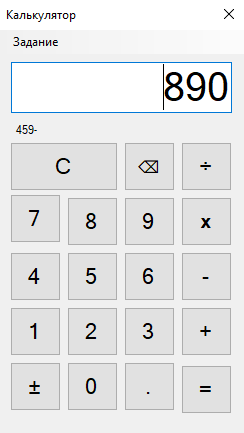 Калькулятор ✕
Задание
890
459-
C ⌫ ÷
7 8 9 x
4 5 6 -
1 2 3 +
± 0 . =